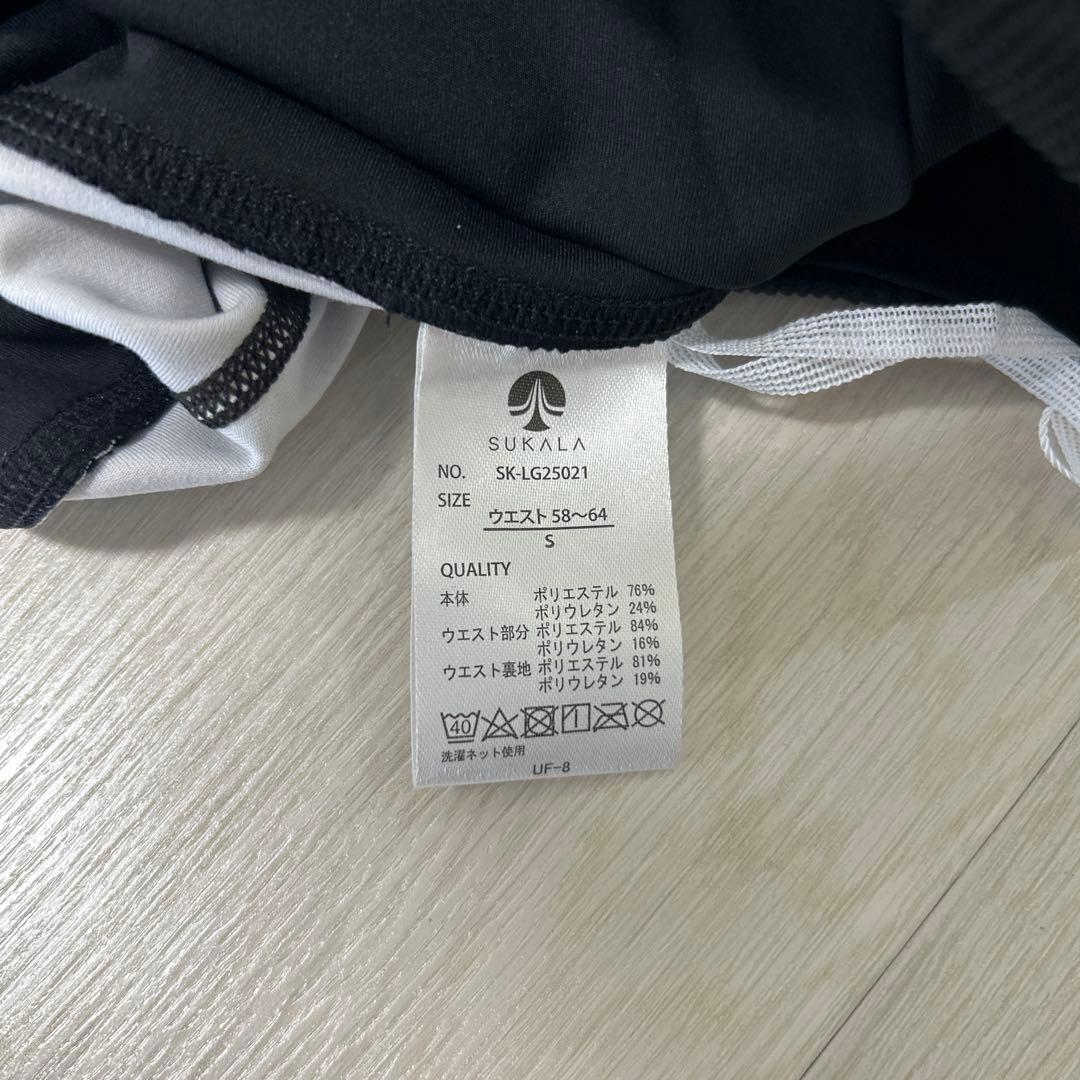 SUKALA
NO. SK-LG25021
SIZE
ウエスト 58～64
S
QUALITY
本体 ポリエステル 76%
ポリウレタン 24%
ウエスト部分 ポリエステル 84%
ポリウレタン 16%
ウエスト裏地 ポリエステル 81%
ポリウレタン 19%
40
洗濯ネット使用
UF-8